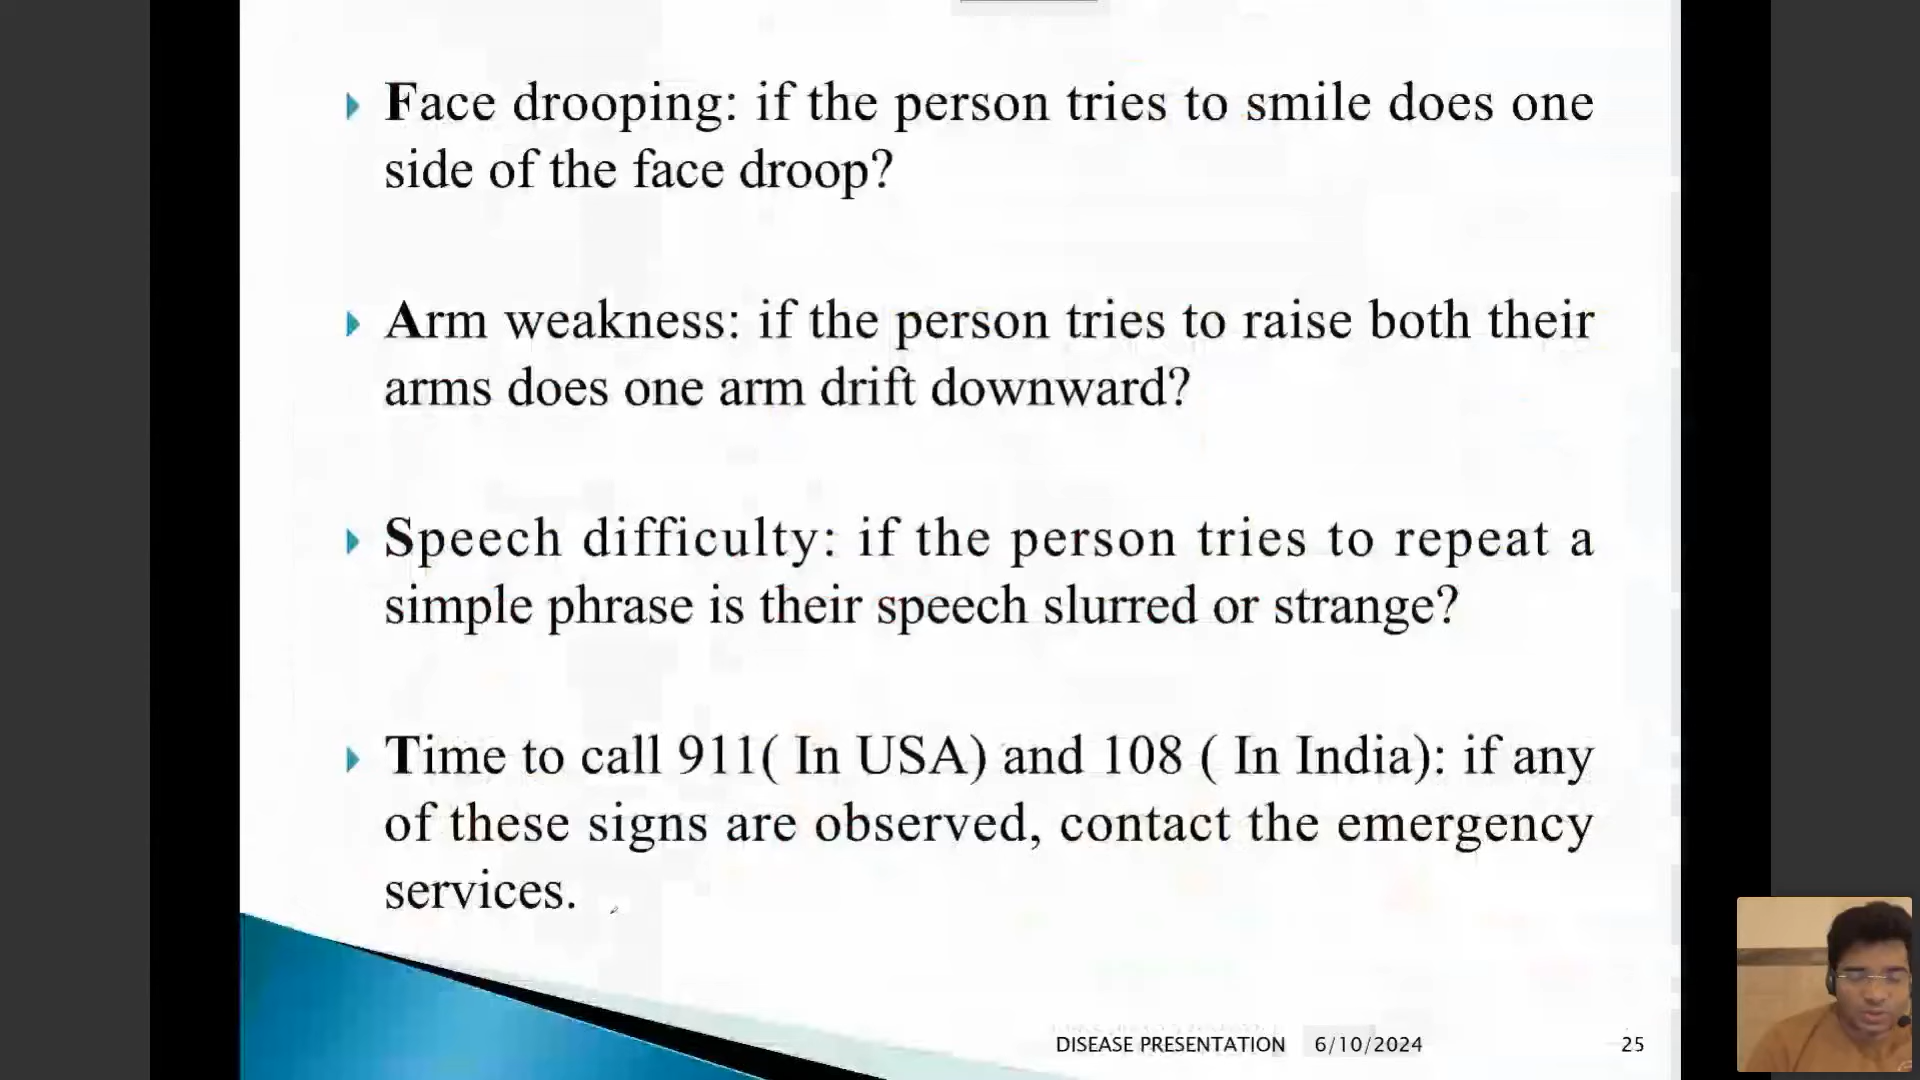 Face drooping: if the person tries to smile does one
side of the face droop?
Arm weakness: if the person tries to raise both their
arms does one arm drift downward?
Speech difficulty: if the person tries to repeat a
simple phrase is their speech slurred or strange?
Time to call 911( In USA) and 108 ( In India): if any
of these signs are observed, contact the emergency
services.
DISEASE PRESENTATION 6/10/2024 25